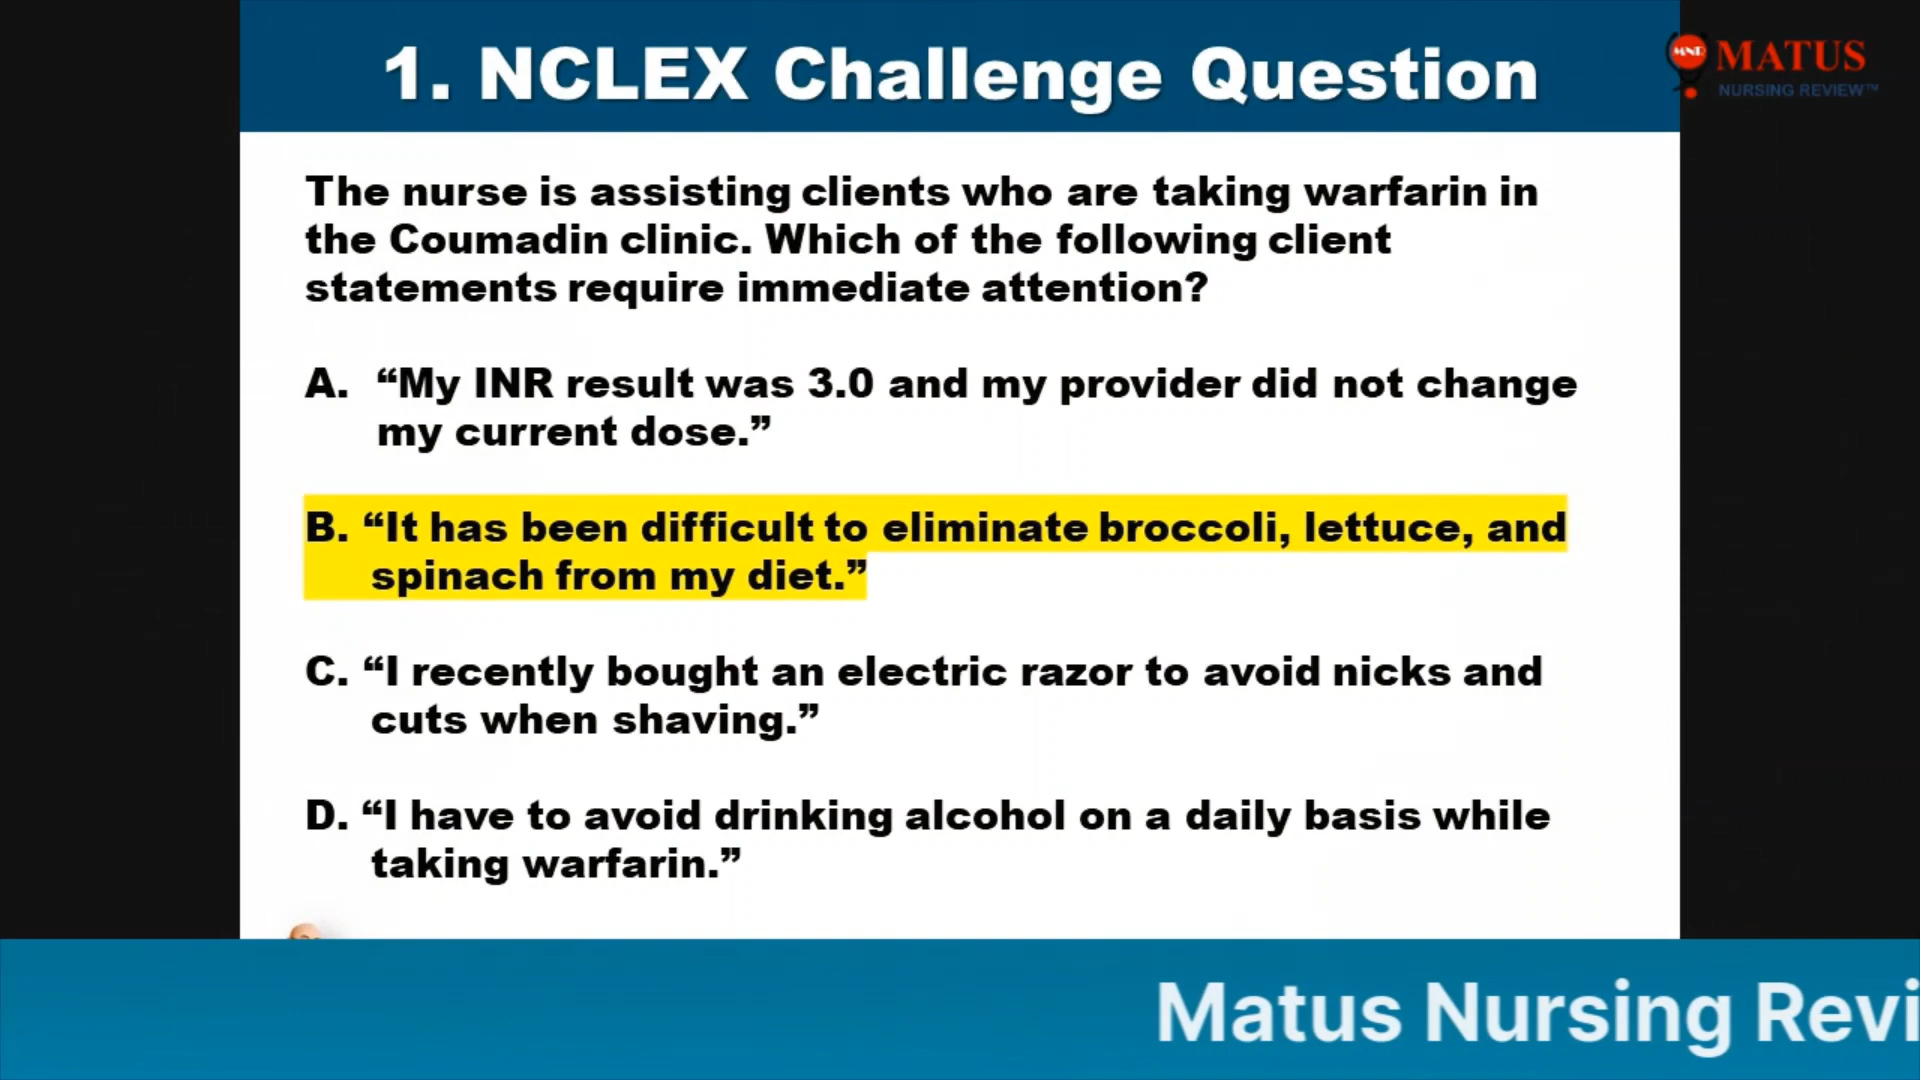 1. NCLEX Challenge Question
MNR
MATUS
NURSING REVIEW™
The nurse is assisting clients who are taking warfarin in
the Coumadin clinic. Which of the following client
statements require immediate attention?
A. “My INR result was 3.0 and my provider did not change
my current dose.”
B. “It has been difficult to eliminate broccoli, lettuce, and
spinach from my diet.”
C. “I recently bought an electric razor to avoid nicks and
cuts when shaving.”
D. “I have to avoid drinking alcohol on a daily basis while
taking warfarin.”
Matus Nursing Revi